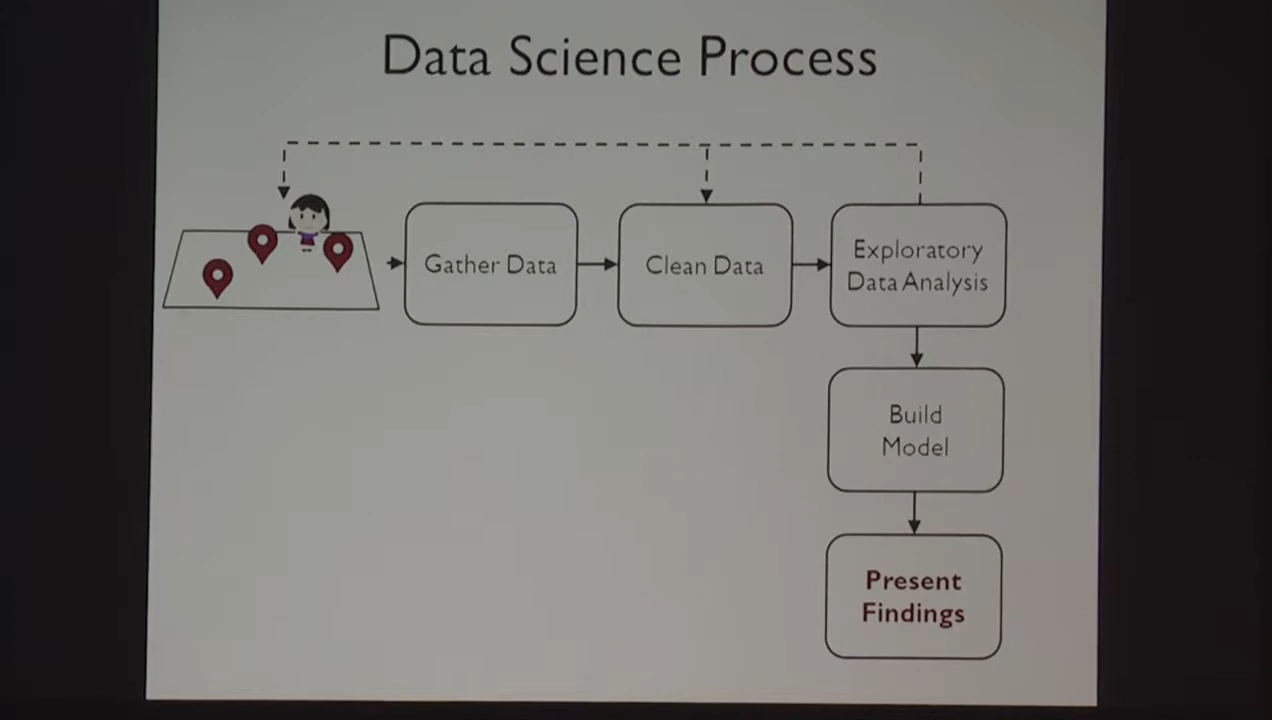 Data Science Process
Gather Data
Clean Data
Exploratory
Data Analysis
Build
Model
Present
Findings